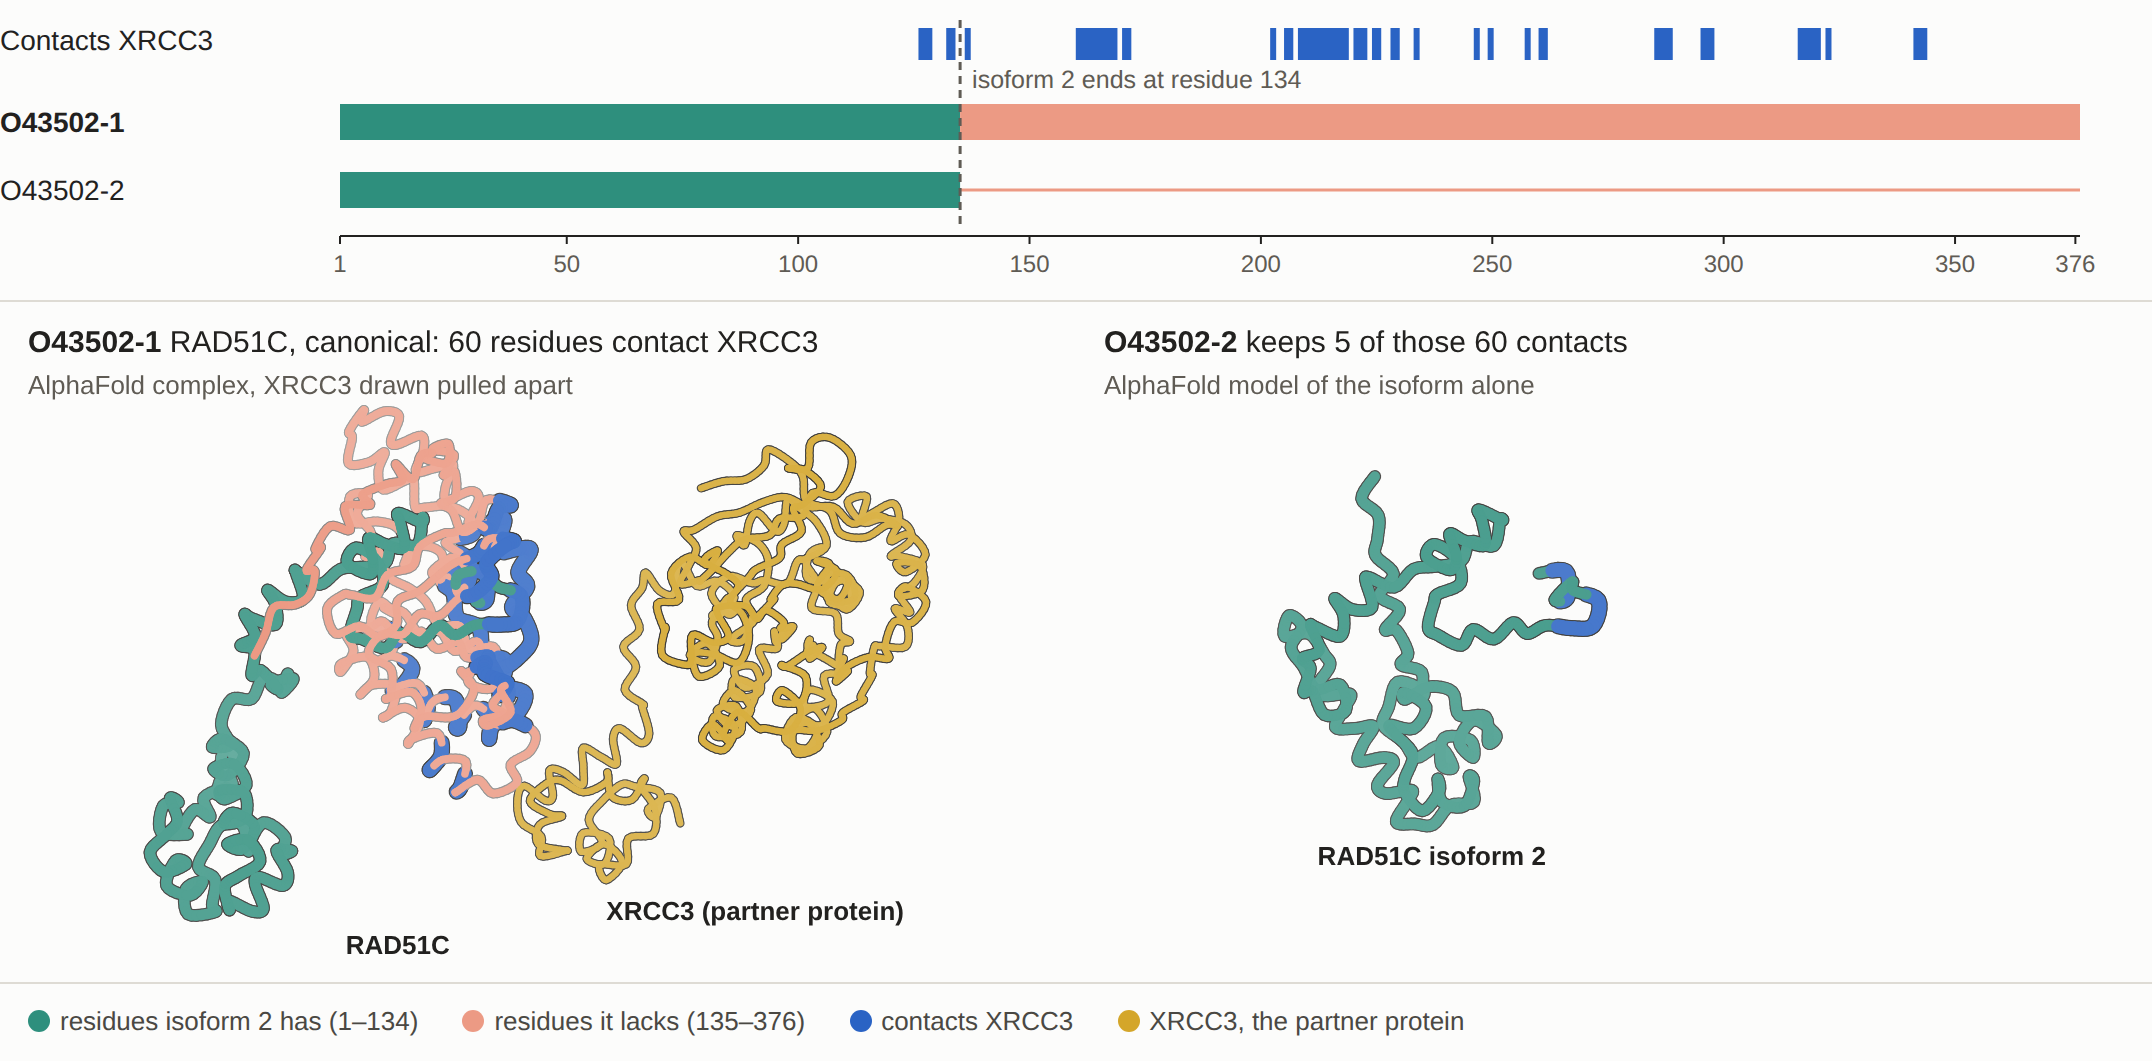 Contacts XRCC3
isoform 2 ends at residue 134
O43502-1
O43502-2
1 50 100 150 200 250 300 350 376
O43502-1 RAD51C, canonical: 60 residues contact XRCC3
AlphaFold complex, XRCC3 drawn pulled apart
O43502-2 keeps 5 of those 60 contacts
AlphaFold model of the isoform alone
RAD51C isoform 2
XRCC3 (partner protein)
RAD51C
residues isoform 2 has (1–134) residues it lacks (135–376) contacts XRCC3 XRCC3, the partner protein